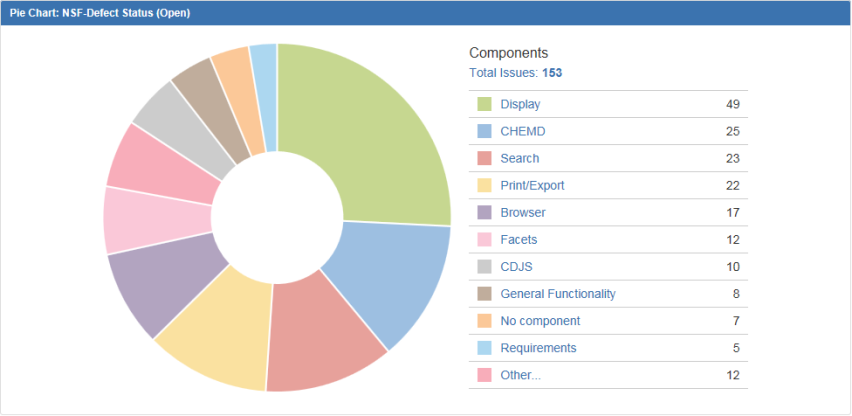 Pie Chart: NSF-Defect Status (Open)
Components
Total Issues: 153
Display 49
CHEMD 25
Search 23
Print/Export 22
Browser 17
Facets 12
CDJS 10
General Functionality 8
No component 7
Requirements 5
Other... 12